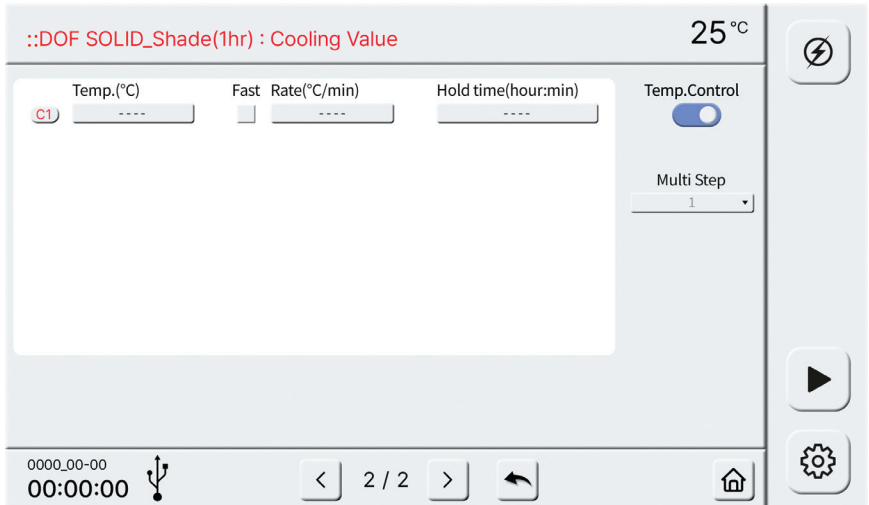 ::DOF SOLID_Shade(1hr) : Cooling Value
25 °C
Temp.(°C) Fast Rate(°C/min) Hold time(hour:min) Temp.Control
C1 ---- ---- ----
Multi Step
1
0000_00-00
00:00:00
2 / 2